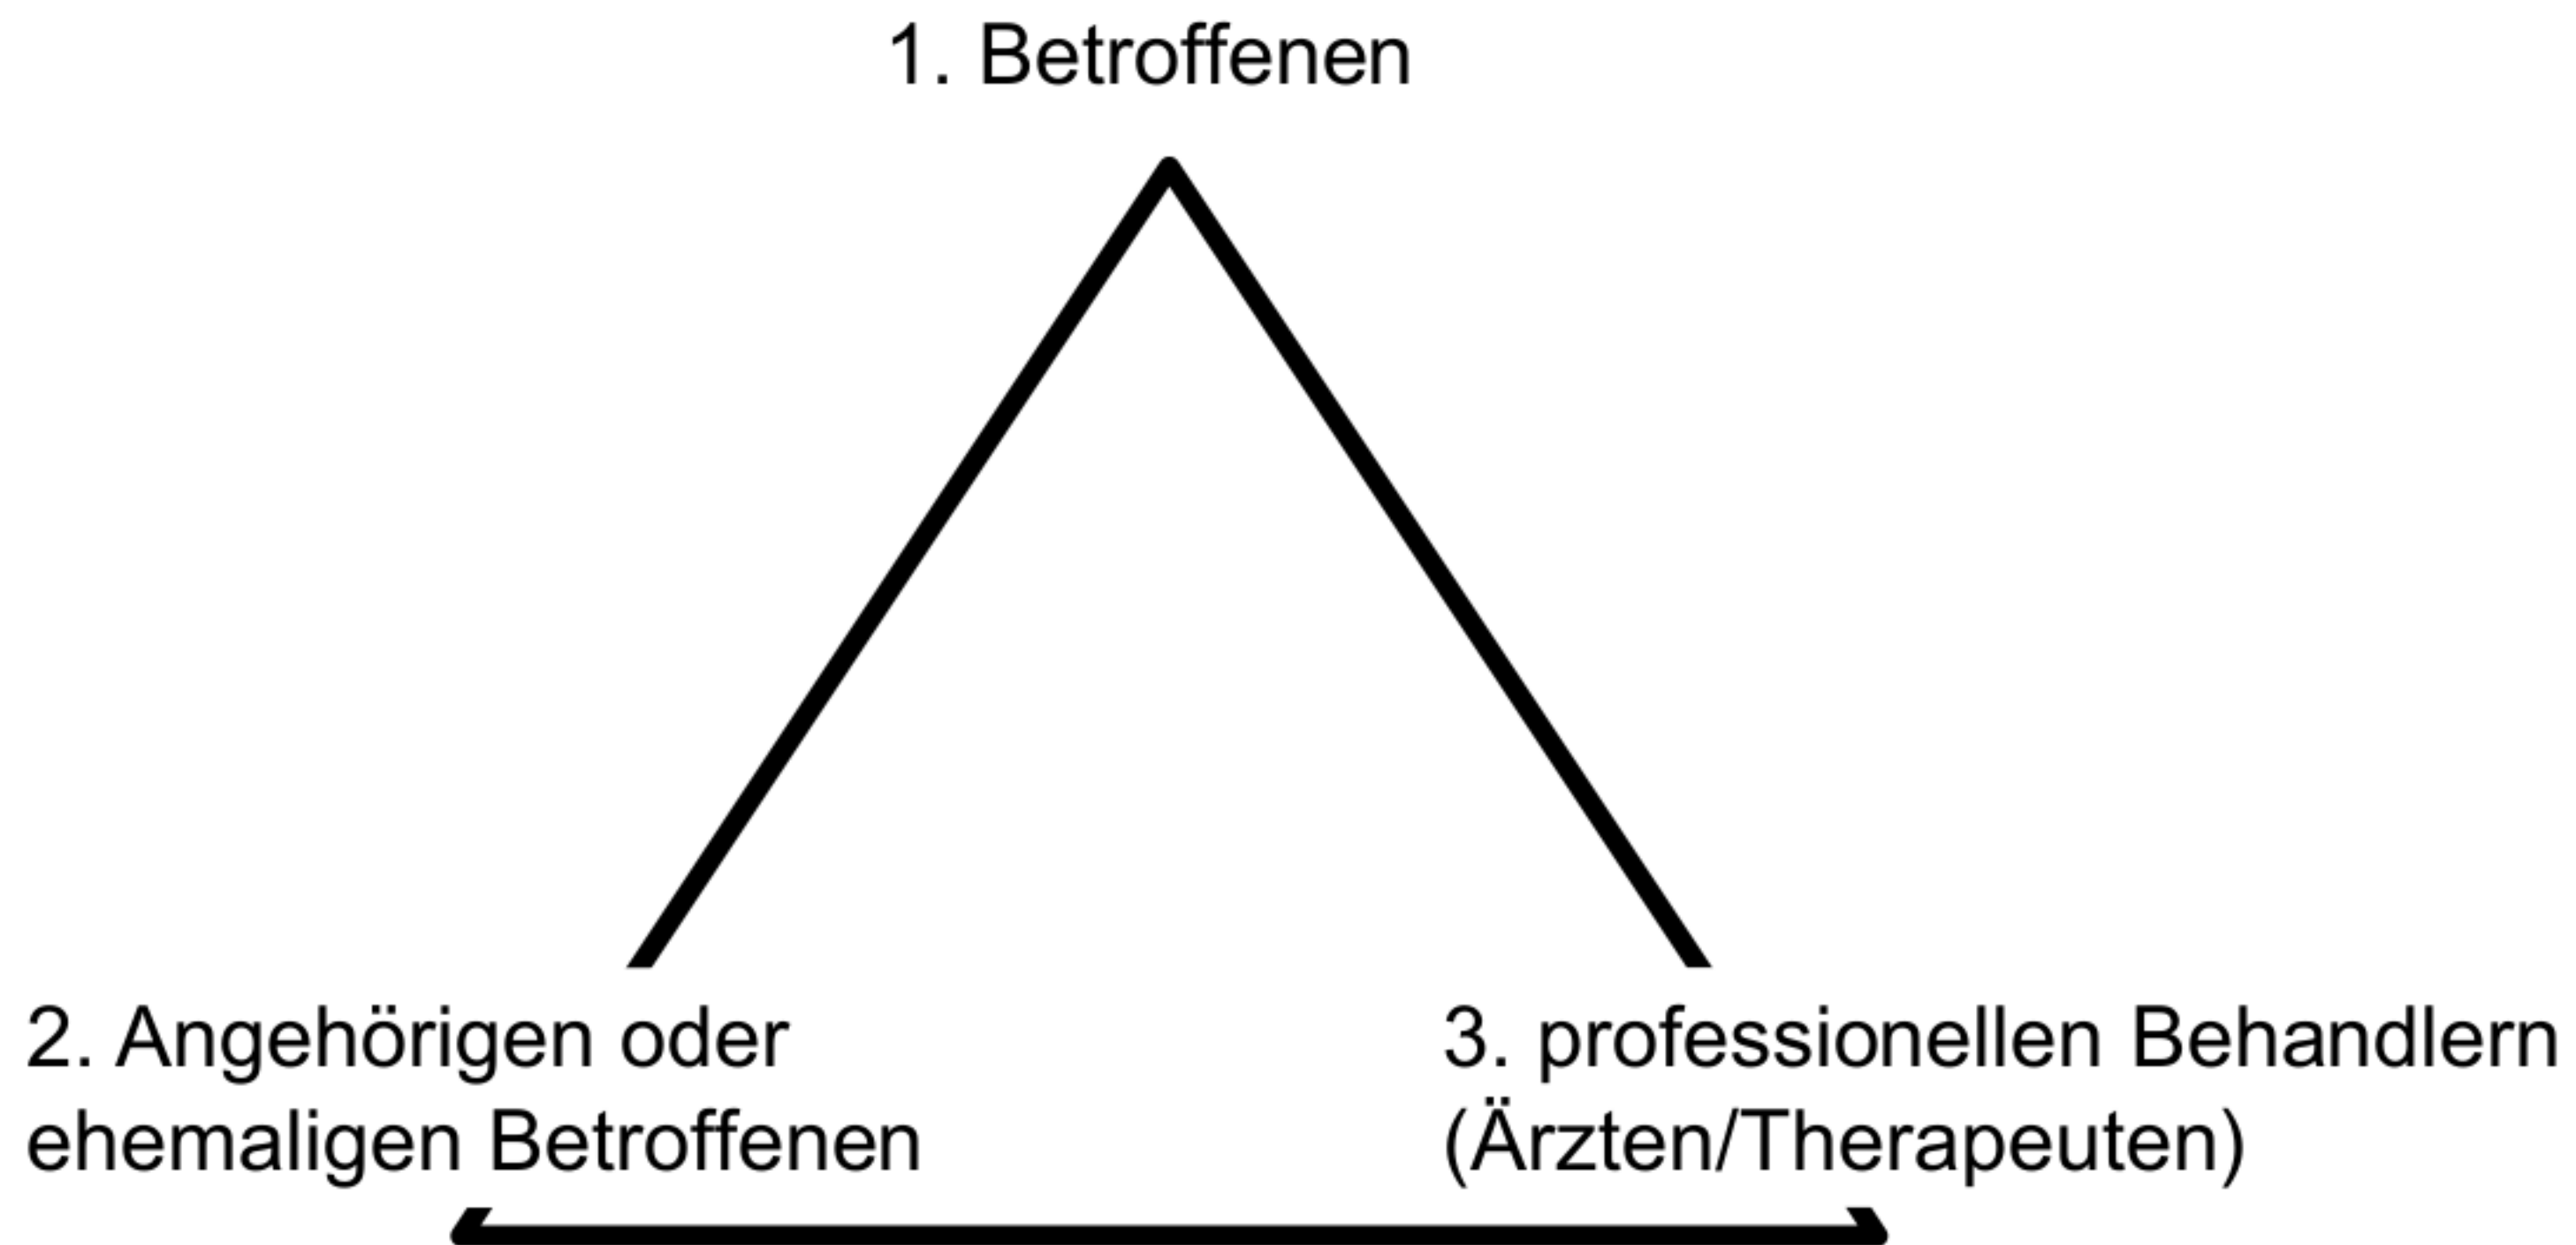 1. Betroffenen
2. Angehörigen oder
ehemaligen Betroffenen
3. professionellen Behandlern
(Ärzten/Therapeuten)